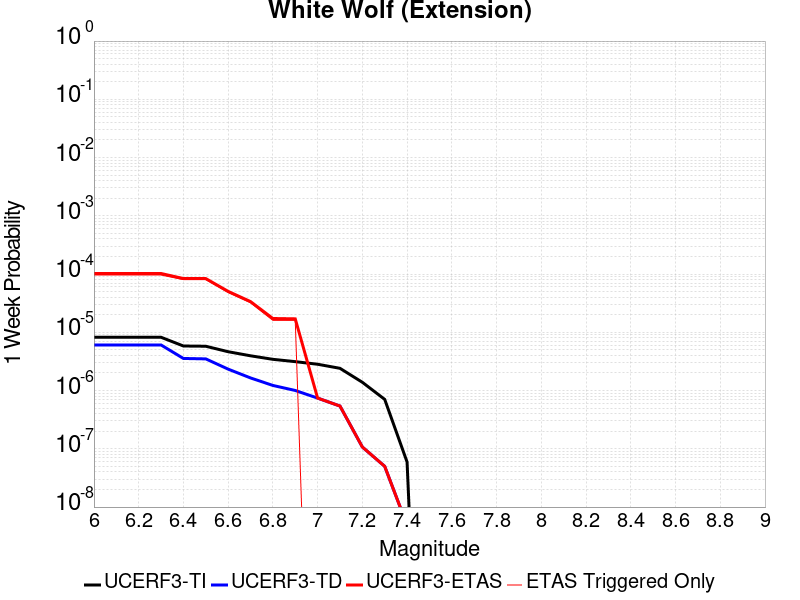 White Wolf (Extension)
1 Week Probability
10^0
10^-1
10^-2
10^-3
10^-4
10^-5
10^-6
10^-7
10^-8
6 6.2 6.4 6.6 6.8 7 7.2 7.4 7.6 7.8 8 8.2 8.4 8.6 8.8 9
Magnitude
UCERF3-TI UCERF3-TD UCERF3-ETAS ETAS Triggered Only